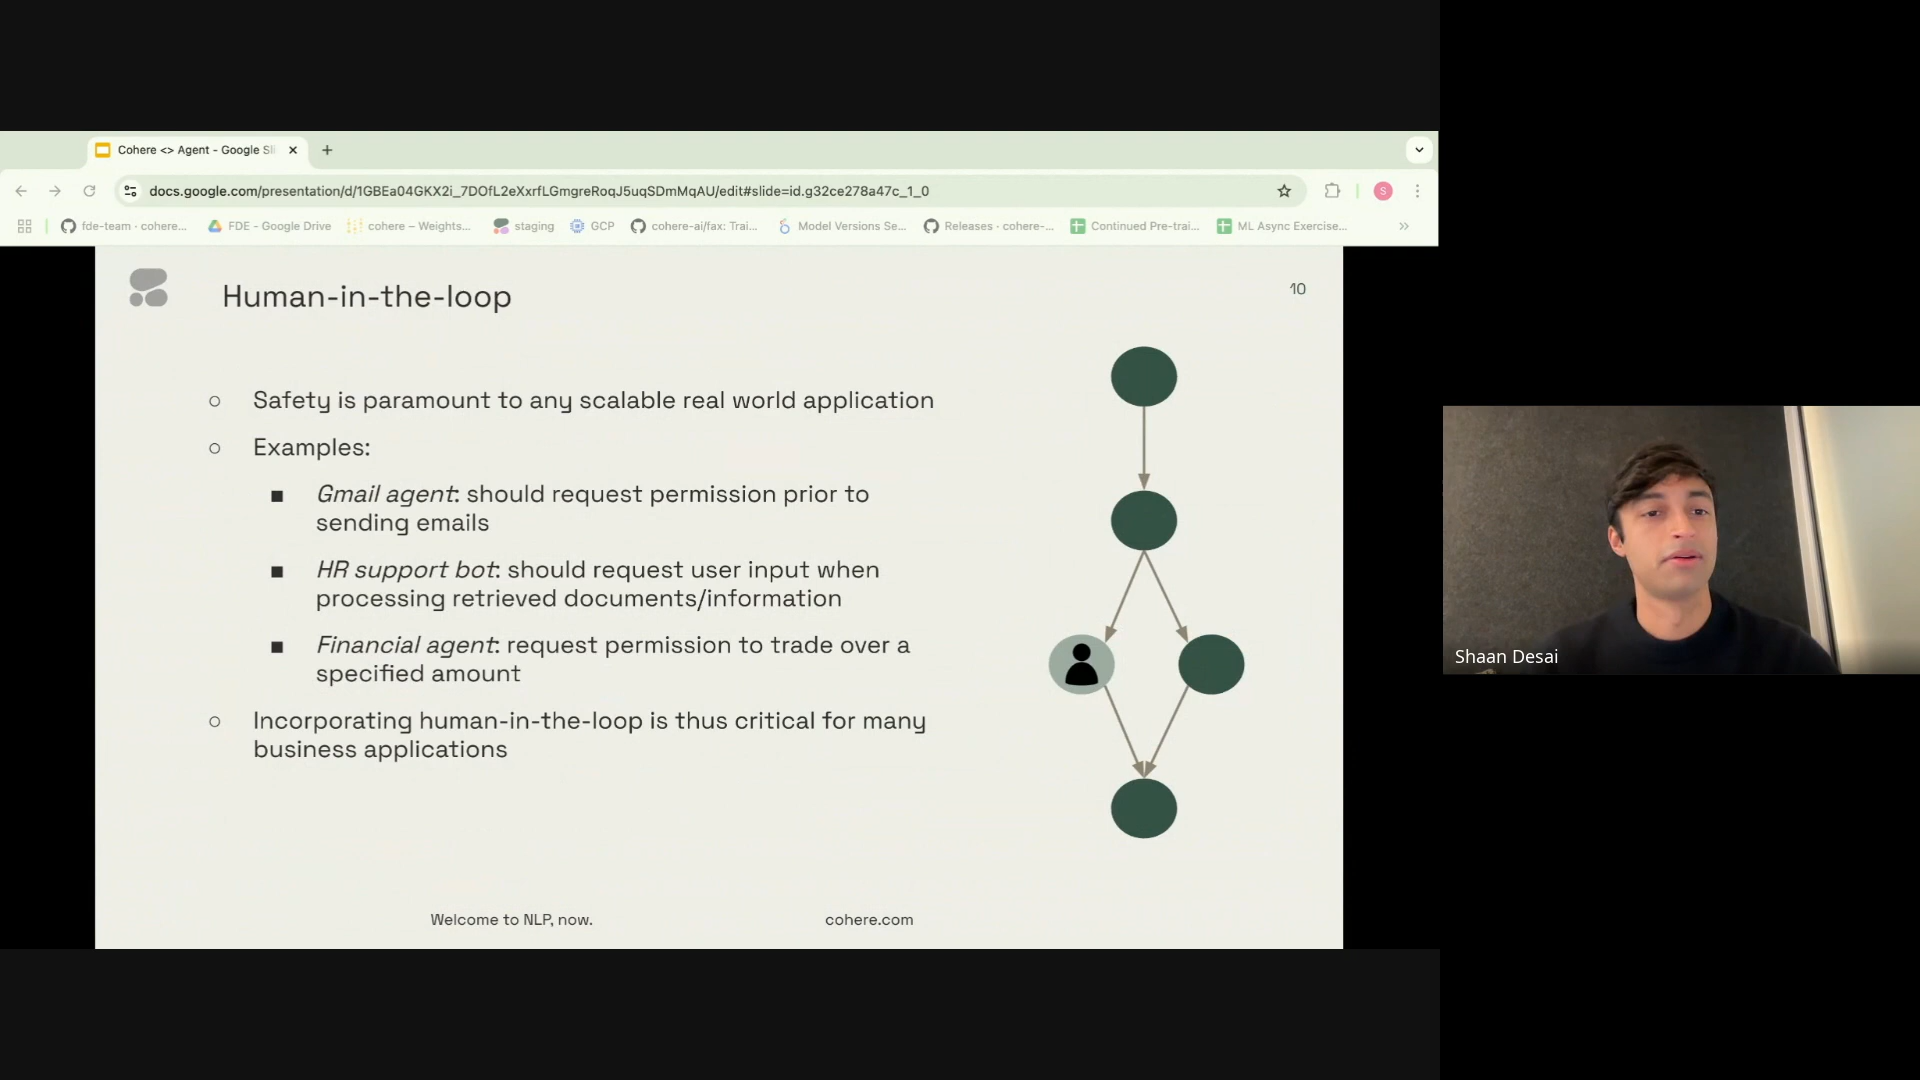 Cohere <> Agent - Google Sli
docs.google.com/presentation/d/1GBEa04GKX2i_7DOfL2eXxrfLGmgreRoqJ5uqSDmMqAU/edit#slide=id.g32ce278a47c_1_0
S
fde-team · cohere...
FDE - Google Drive
cohere – Weights...
staging
GCP
cohere-ai/fax: Trai...
Model Versions Se...
Releases · cohere-...
Continued Pre-trai...
ML Async Exercise...
Human-in-the-loop
10
Safety is paramount to any scalable real world application
Examples:
Gmail agent: should request permission prior to
sending emails
HR support bot: should request user input when
processing retrieved documents/information
Financial agent: request permission to trade over a
specified amount
Incorporating human-in-the-loop is thus critical for many
business applications
Welcome to NLP, now.
cohere.com
Shaan Desai